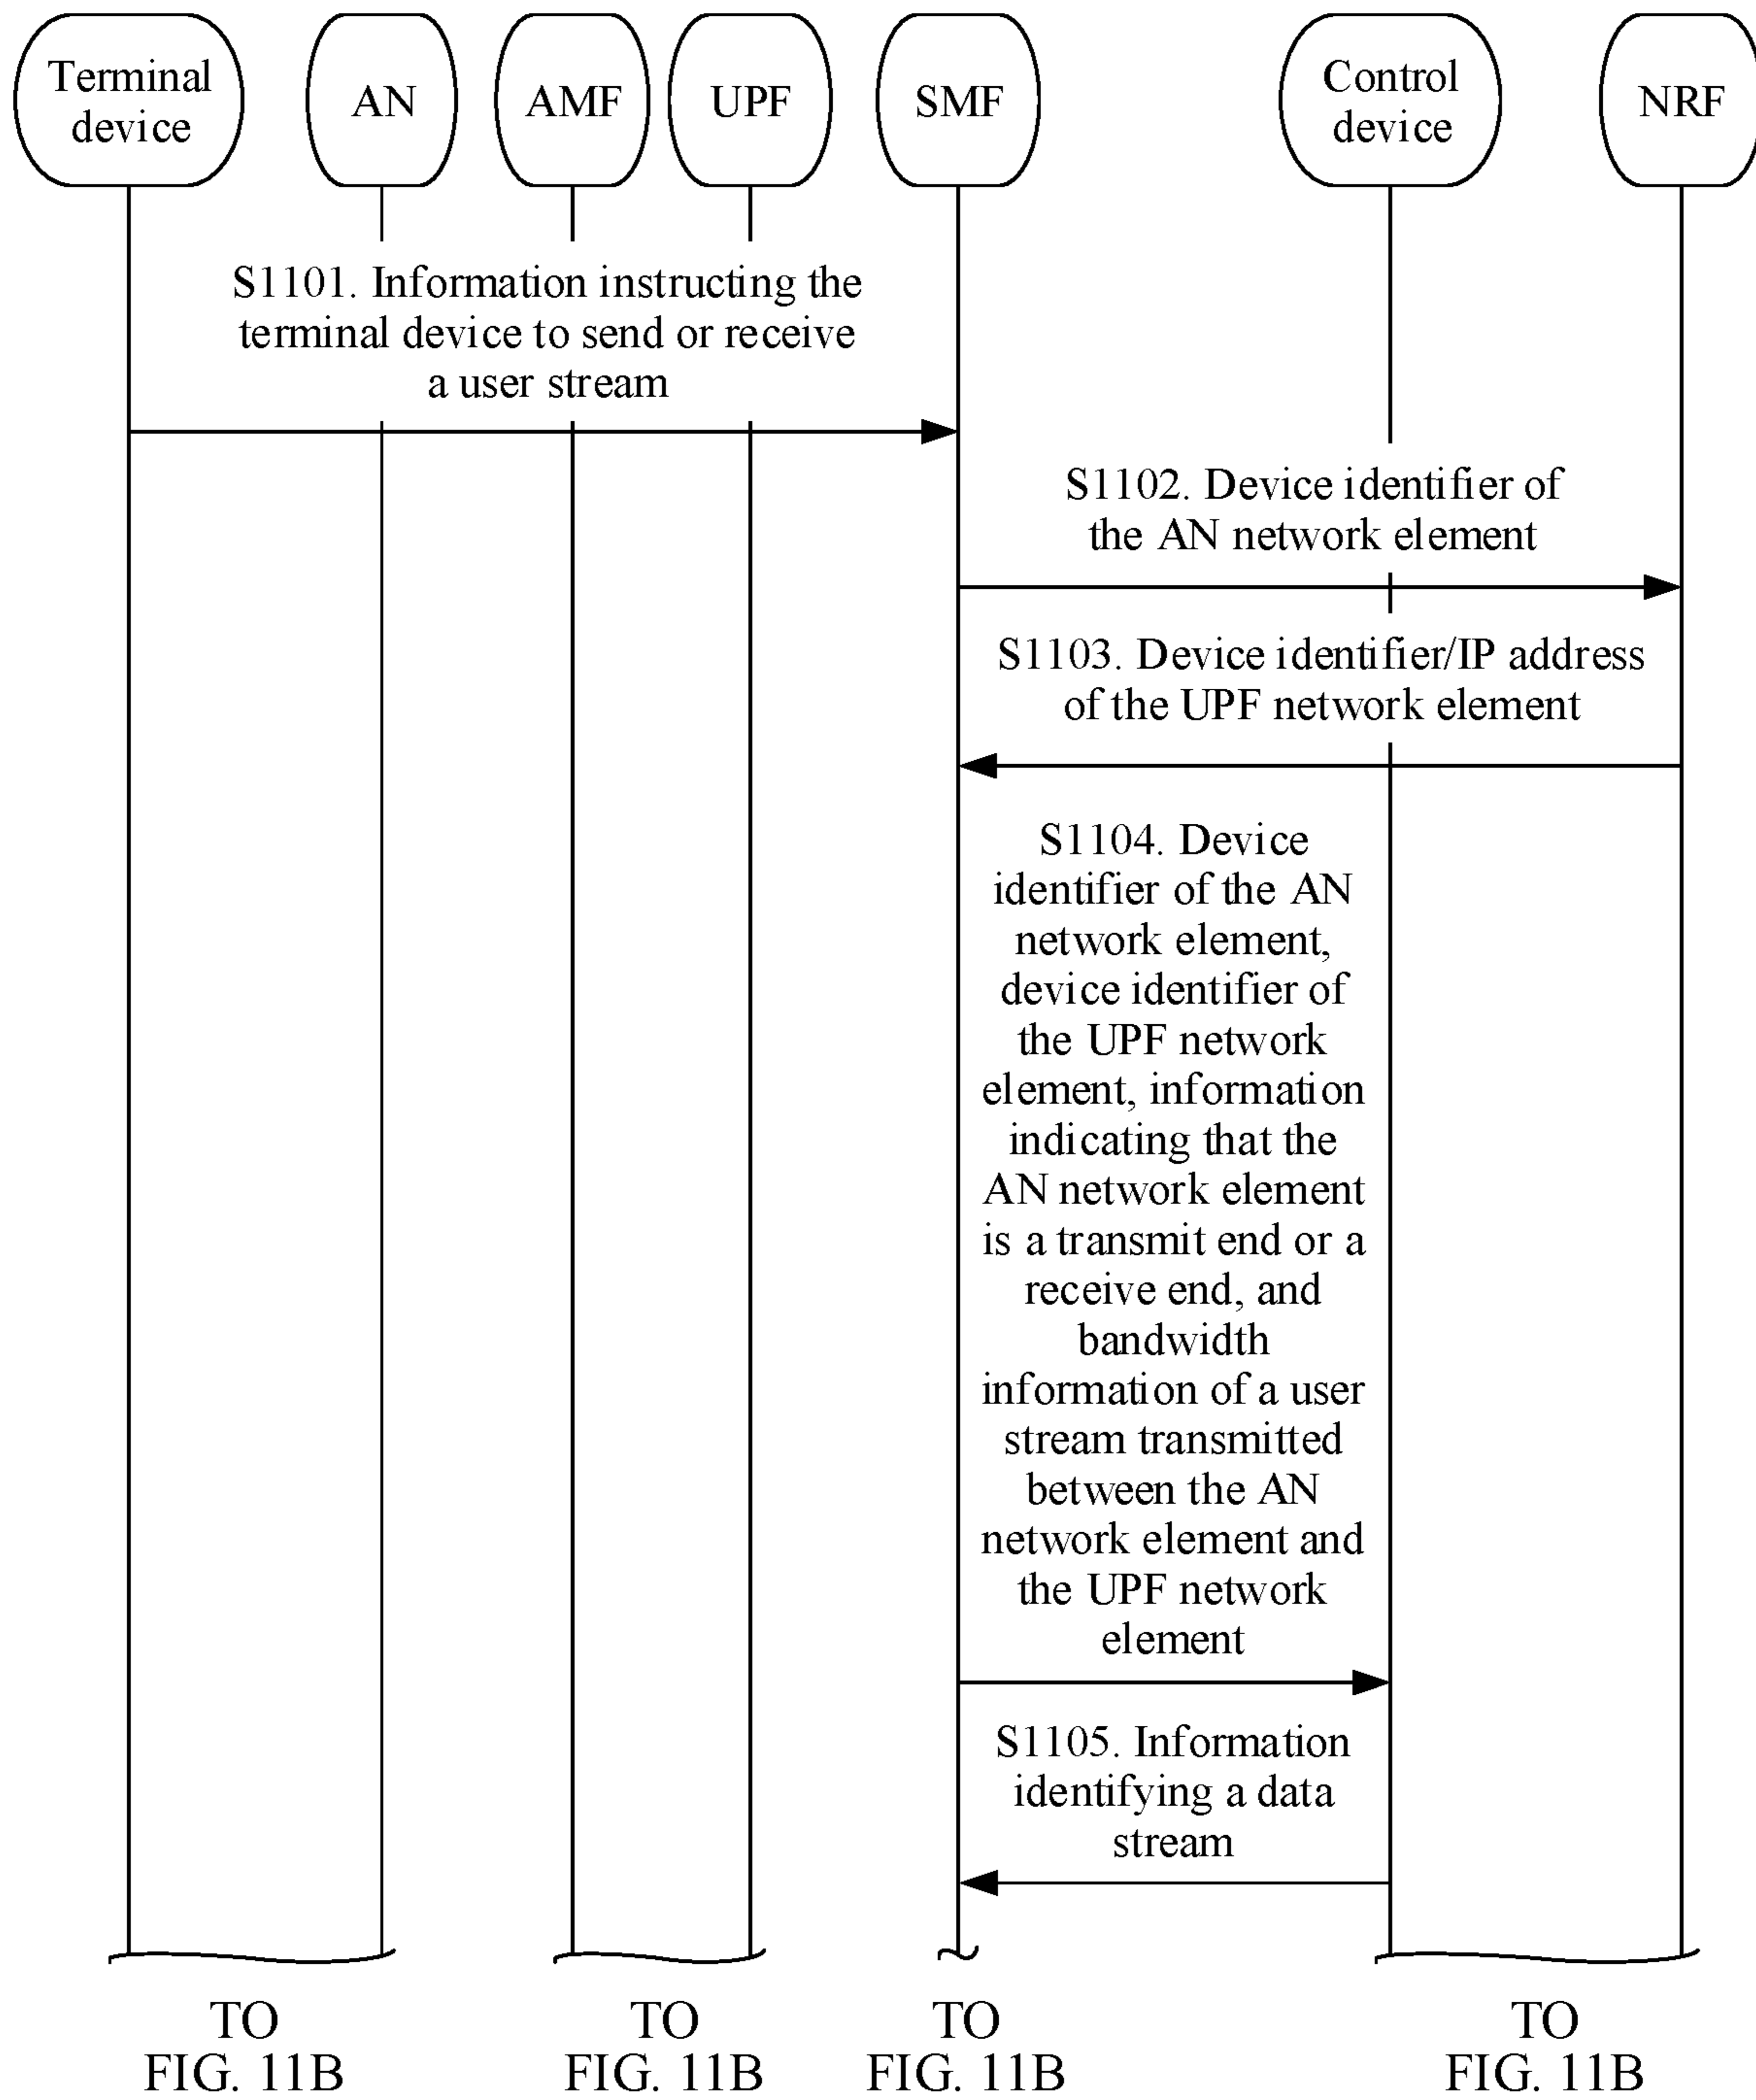 Terminal
device
AN
AMF
UPF
SMF
Control
device
NRF
S1101. Information instructing the
terminal device to send or receive
a user stream
S1102. Device identifier of
the AN network element
S1103. Device identifier/IP address
of the UPF network element
S1104. Device
identifier of the AN
network element,
device identifier of
the UPF network
element, information
indicating that the
AN network element
is a transmit end or a
receive end, and
bandwidth
information of a user
stream transmitted
between the AN
network element and
the UPF network
element
S1105. Information
identifying a data
stream
TO
FIG. 11B
TO
FIG. 11B
TO
FIG. 11B
TO
FIG. 11B